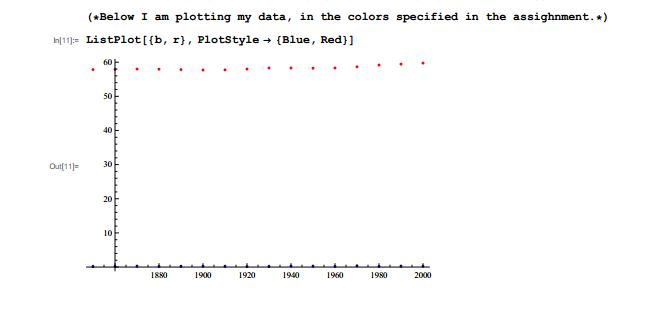 (*Below I am plotting my data, in the colors specified in the assighnment.*)
In[11]:= ListPlot[{b, r}, PlotStyle → {Blue, Red}]
60
50
40
Out[11]= 30
20
10
1880 1900 1920 1940 1960 1980 2000